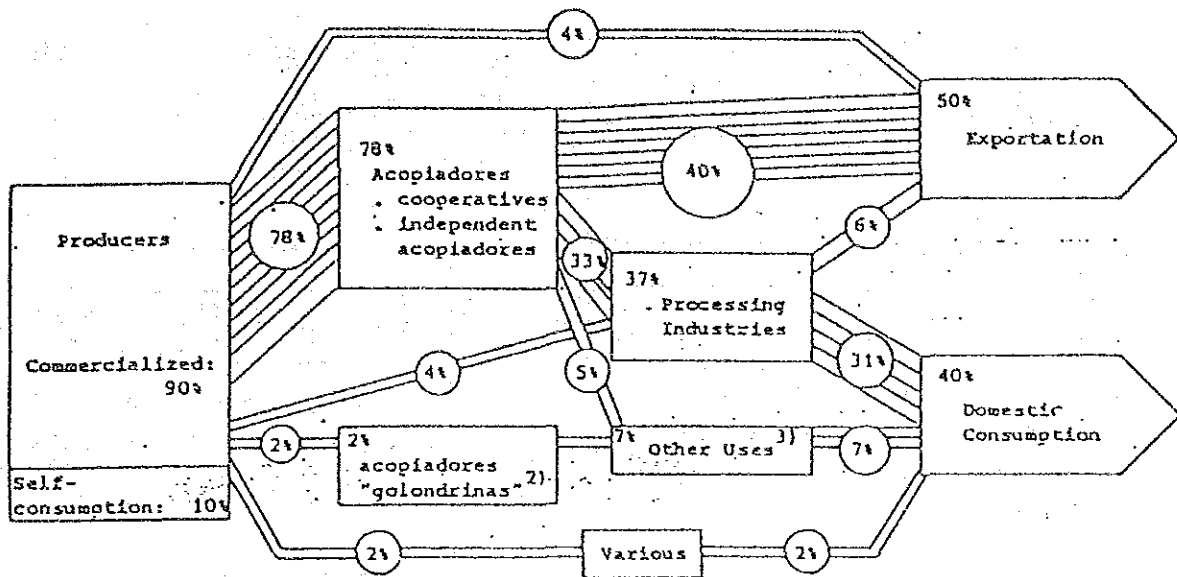 4%
50%
Exportation
78%
Acopiadores
. cooperatives
. independent
acopiadores
40%
Producers
78%
6%
33%
37%
. Processing
Industries
Commercialized:
90%
4%
5%
31%
40%
Domestic
Consumption
2%
2%
acopiadores
"golondrinas" 2)
7%
Other Uses 3)
7%
Self-
consumption: 10%
2%
Various
2%